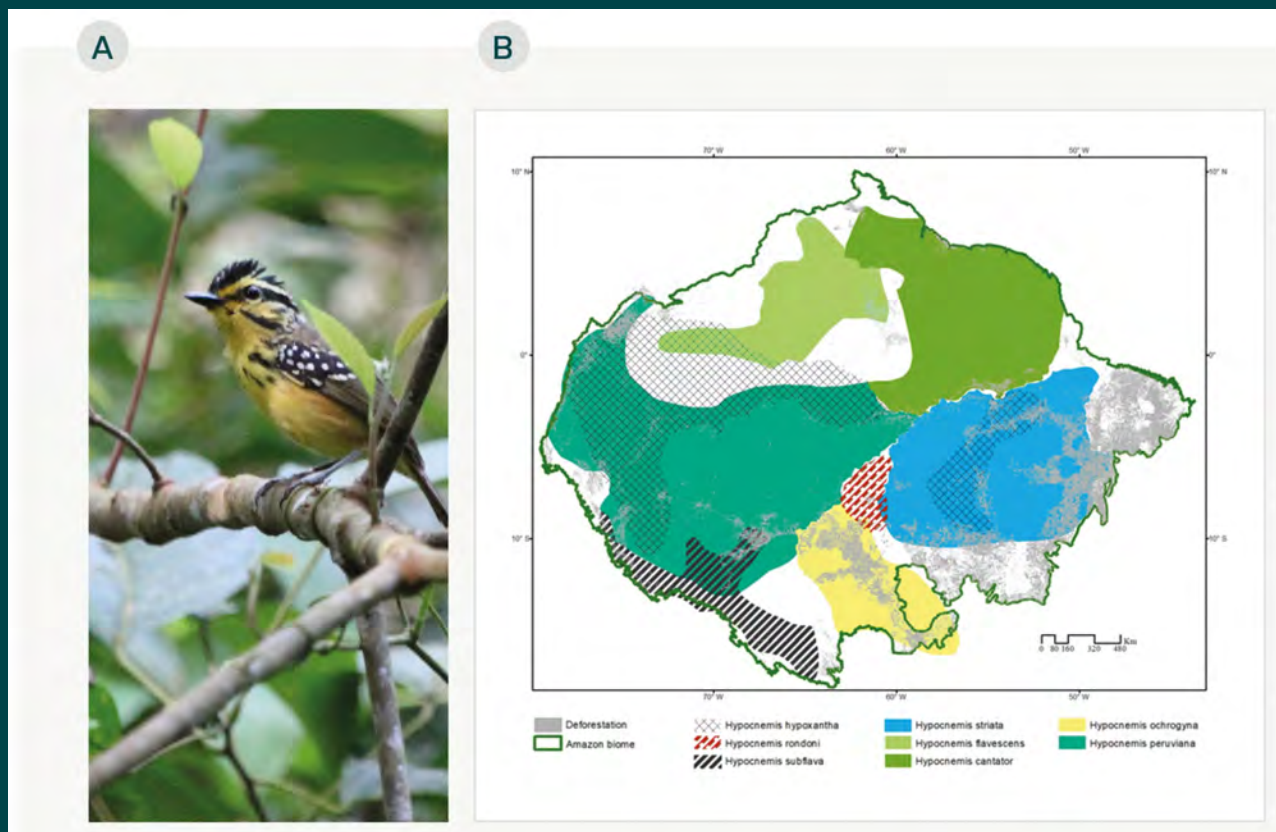 A
B
70° W 60° W 50° W
10° N 10° N
0° 0°
10° S 10° S
Km
0 80 160 320 480
70° W 60° W 50° W
Deforestation
Amazon biome
Hypocnemis hypoxantha
Hypocnemis rondoni
Hypocnemis subflava
Hypocnemis striata
Hypocnemis flavescens
Hypocnemis cantator
Hypocnemis ochrogyna
Hypocnemis peruviana